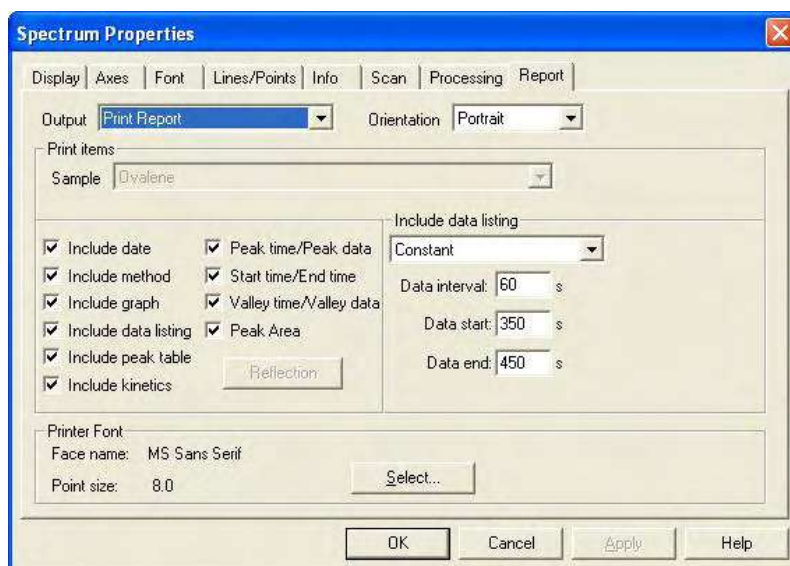 Spectrum Properties
Display Axes Font Lines/Points Info Scan Processing Report
Output Print Report Orientation Portrait
Print items
Sample Ovalene
Include date Peak time/Peak data
Include method Start time/End time
Include graph Valley time/Valley data
Include data listing Peak Area
Include peak table
Include kinetics
Reflection
Include data listing
Constant
Data interval: 60 s
Data start: 350 s
Data end: 450 s
Printer Font
Face name: MS Sans Serif
Point size: 8.0
Select...
OK Cancel Apply Help